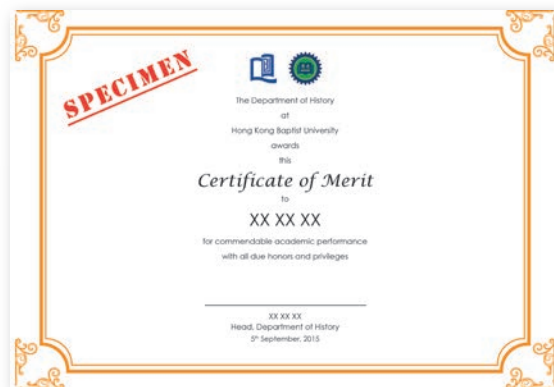 SPECIMEN
The Department of History
at
Hong Kong Baptist University
awards
this
Certificate of Merit
to
XX XX XX
for commendable academic performance
with all due honors and privileges
XX XX XX
Head, Department of History
5th September, 2015